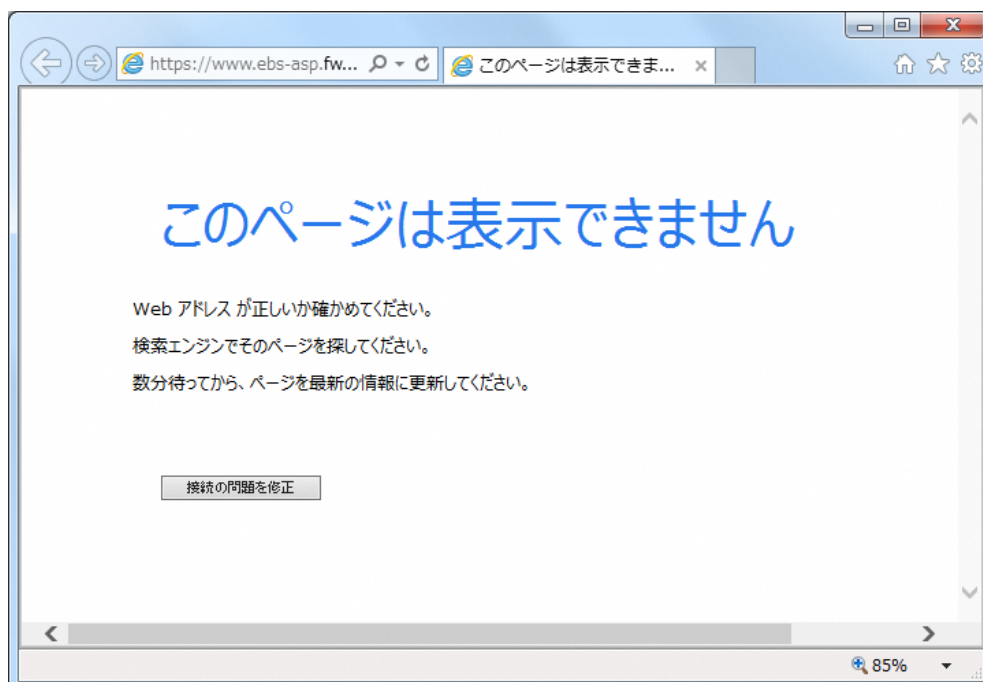 https://www.ebs-asp.fw...
このページは表示できま...
このページは表示できません
Web アドレス が正しいか確かめてください。
検索エンジンでそのページを探してください。
数分待ってから、ページを最新の情報に更新してください。
接続の問題を修正
85%